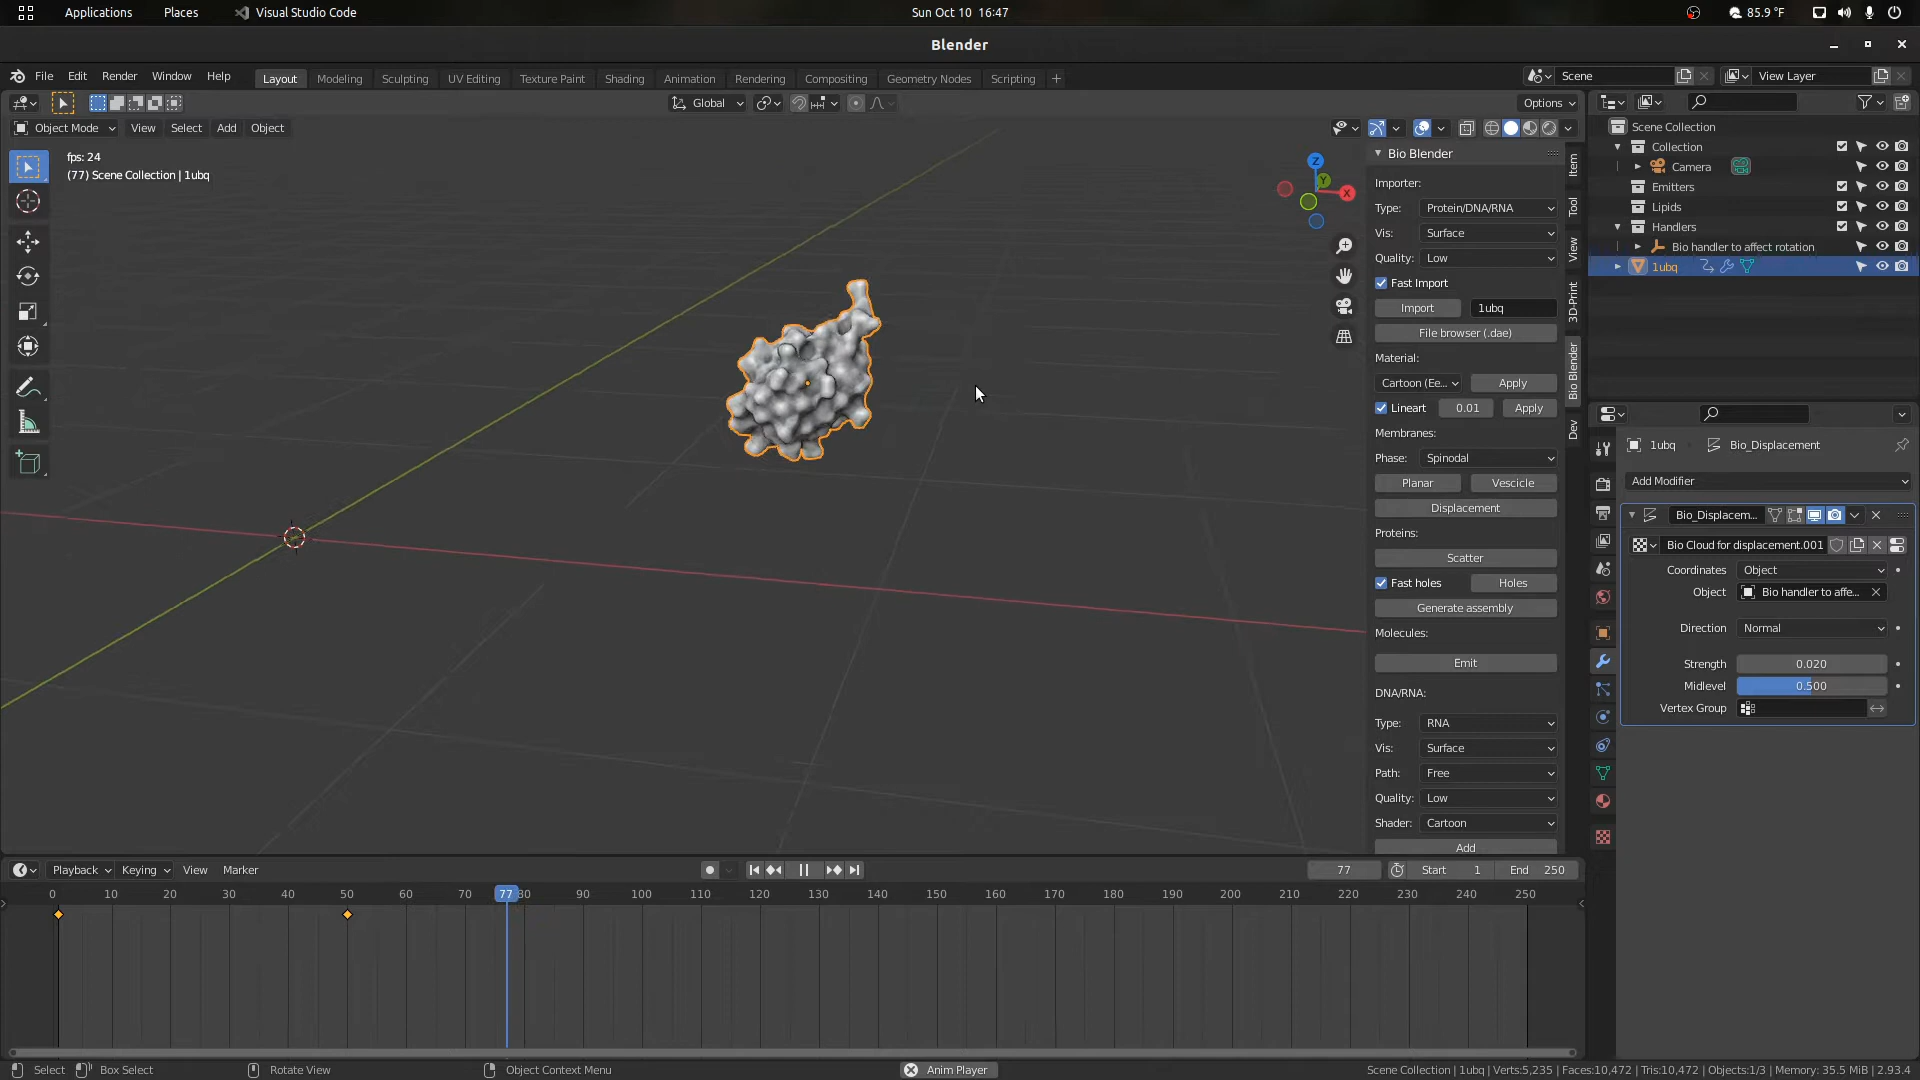 Applications Places Visual Studio Code Sun Oct 10 16:47 85.9 °F
Blender
File Edit Render Window Help Layout Modeling Sculpting UV Editing Texture Paint Shading Animation Rendering Compositing Geometry Nodes Scripting + Scene View Layer
Global Options
Object Mode View Select Add Object
fps: 24
(77) Scene Collection | 1ubq
Z
Y
X
Bio Blender
Importer:
Type: Protein/DNA/RNA
Vis: Surface
Quality: Low
Fast Import
Import 1ubq
File browser (.dae)
Material:
Cartoon (Ee... Apply
Lineart 0.01 Apply
Membranes:
Phase: Spinodal
Planar Vescicle
Displacement
Proteins:
Scatter
Fast holes Holes
Generate assembly
Molecules:
Emit
DNA/RNA:
Type: RNA
Vis: Surface
Path: Free
Quality: Low
Shader: Cartoon
Add
Item
Tool
View
3D-Print
Bio Blender
Dev
Scene Collection
Collection
Camera
Emitters
Lipids
Handlers
Bio handler to affect rotation
1ubq
1ubq Bio_Displacement
Add Modifier
Bio_Displacem...
Bio Cloud for displacement.001
Coordinates Object
Object Bio handler to affe...
Direction Normal
Strength 0.020
Midlevel 0.500
Vertex Group
Playback Keying View Marker 77 Start 1 End 250
0 10 20 30 40 50 60 70 77 80 90 100 110 120 130 140 150 160 170 180 190 200 210 220 230 240 250
Select Box Select Rotate View Object Context Menu Anim Player Scene Collection | 1ubq | Verts:5,235 | Faces:10,472 | Tris:10,472 | Objects:1/3 | Memory: 35.5 MiB | 2.93.4